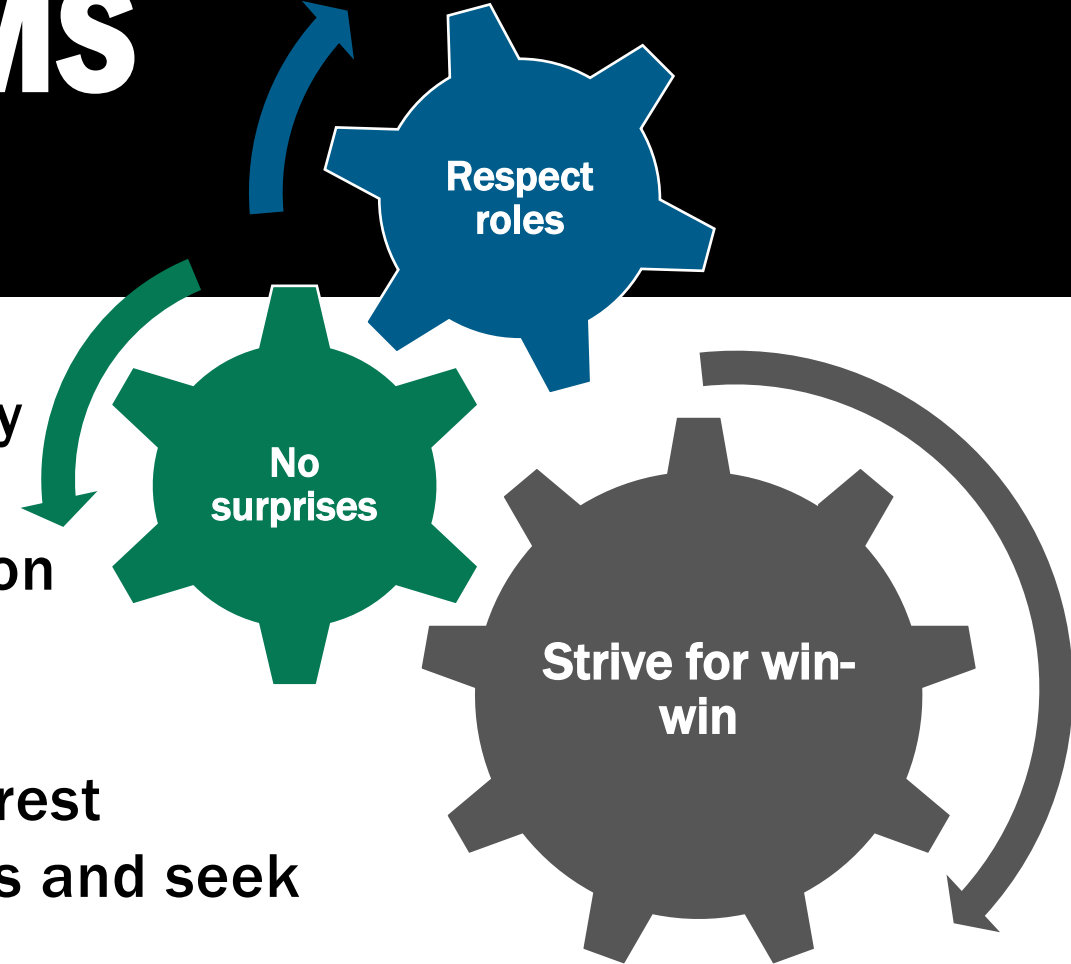 MS
Respect
roles
y
No
surprises
on
Strive for win-
win
rest
s and seek